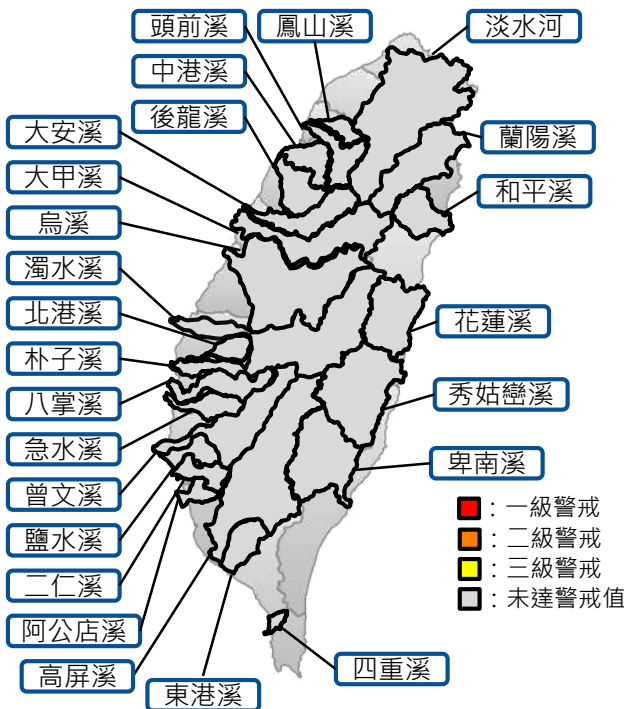 頭前溪
鳳山溪
淡水河
中港溪
後龍溪
大安溪
蘭陽溪
大甲溪
和平溪
烏溪
濁水溪
北港溪
花蓮溪
朴子溪
八掌溪
秀姑巒溪
急水溪
卑南溪
曾文溪
鹽水溪
二仁溪
阿公店溪
高屏溪
東港溪
四重溪
：一級警戒
：二級警戒
：三級警戒
：未達警戒值